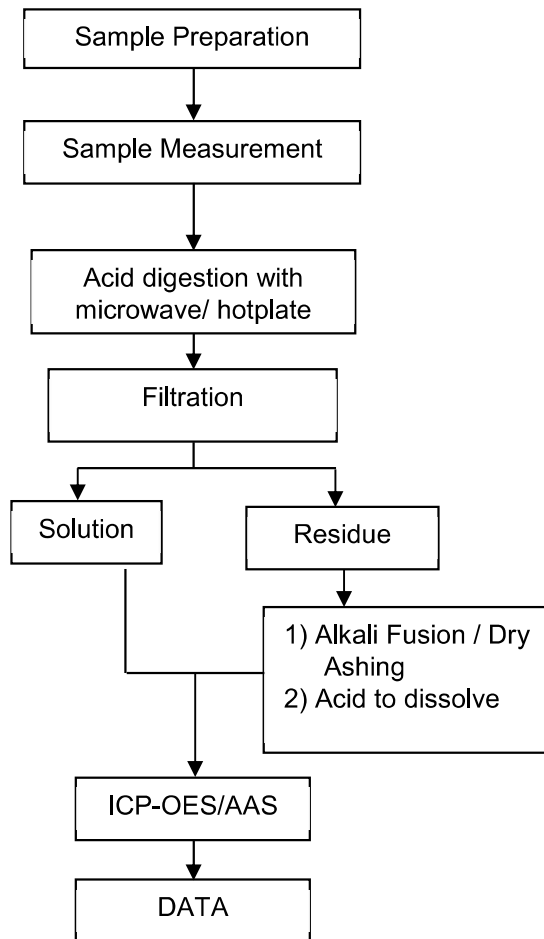 Sample Preparation
Sample Measurement
Acid digestion with
microwave/ hotplate
Filtration
Solution
Residue
1) Alkali Fusion / Dry
Ashing
2) Acid to dissolve
ICP-OES/AAS
DATA